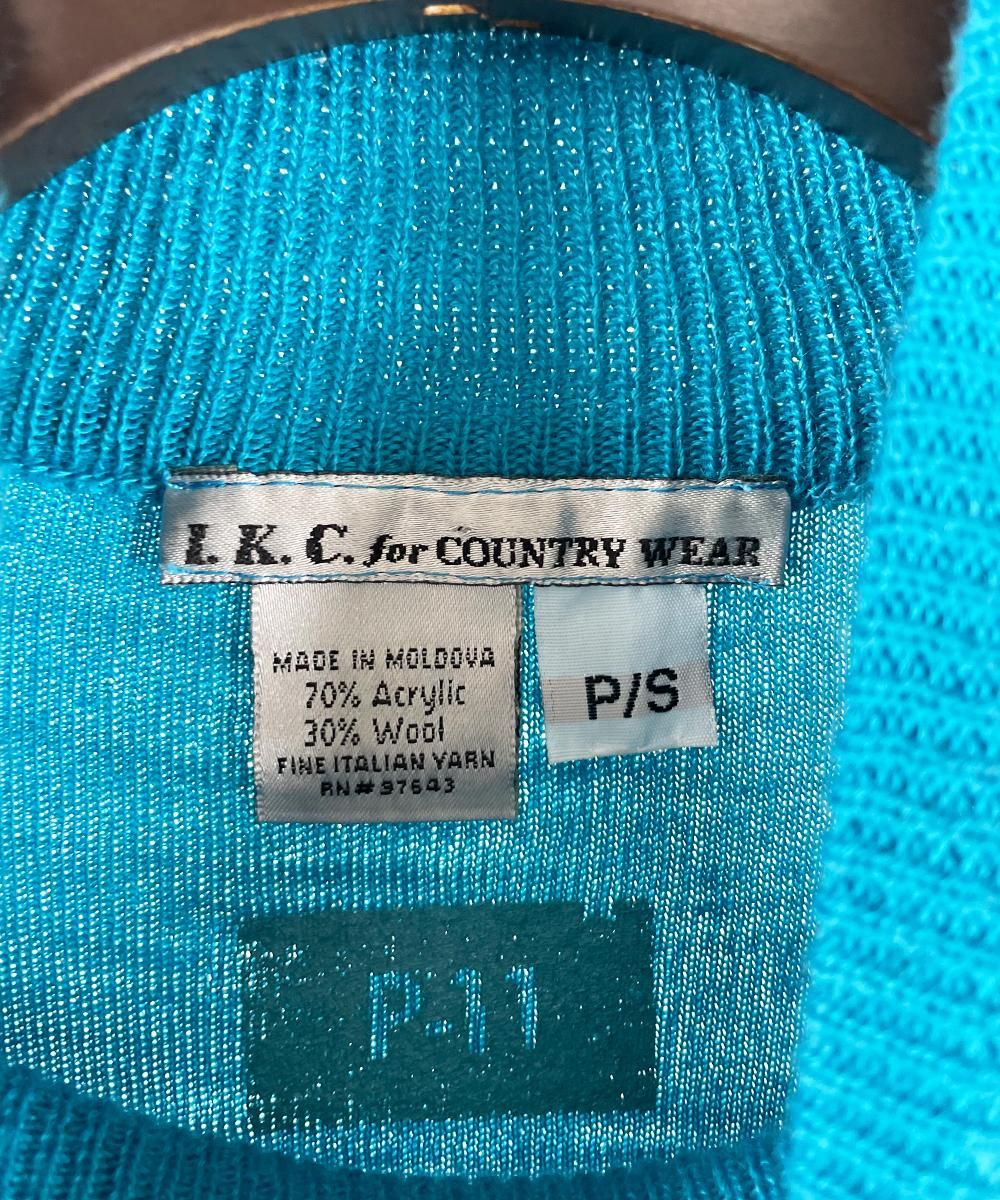 I. K. C. for COUNTRY WEAR
MADE IN MOLDOVA
70% Acrylic
30% Wool
FINE ITALIAN YARN
RN#97643
P/S
P-11